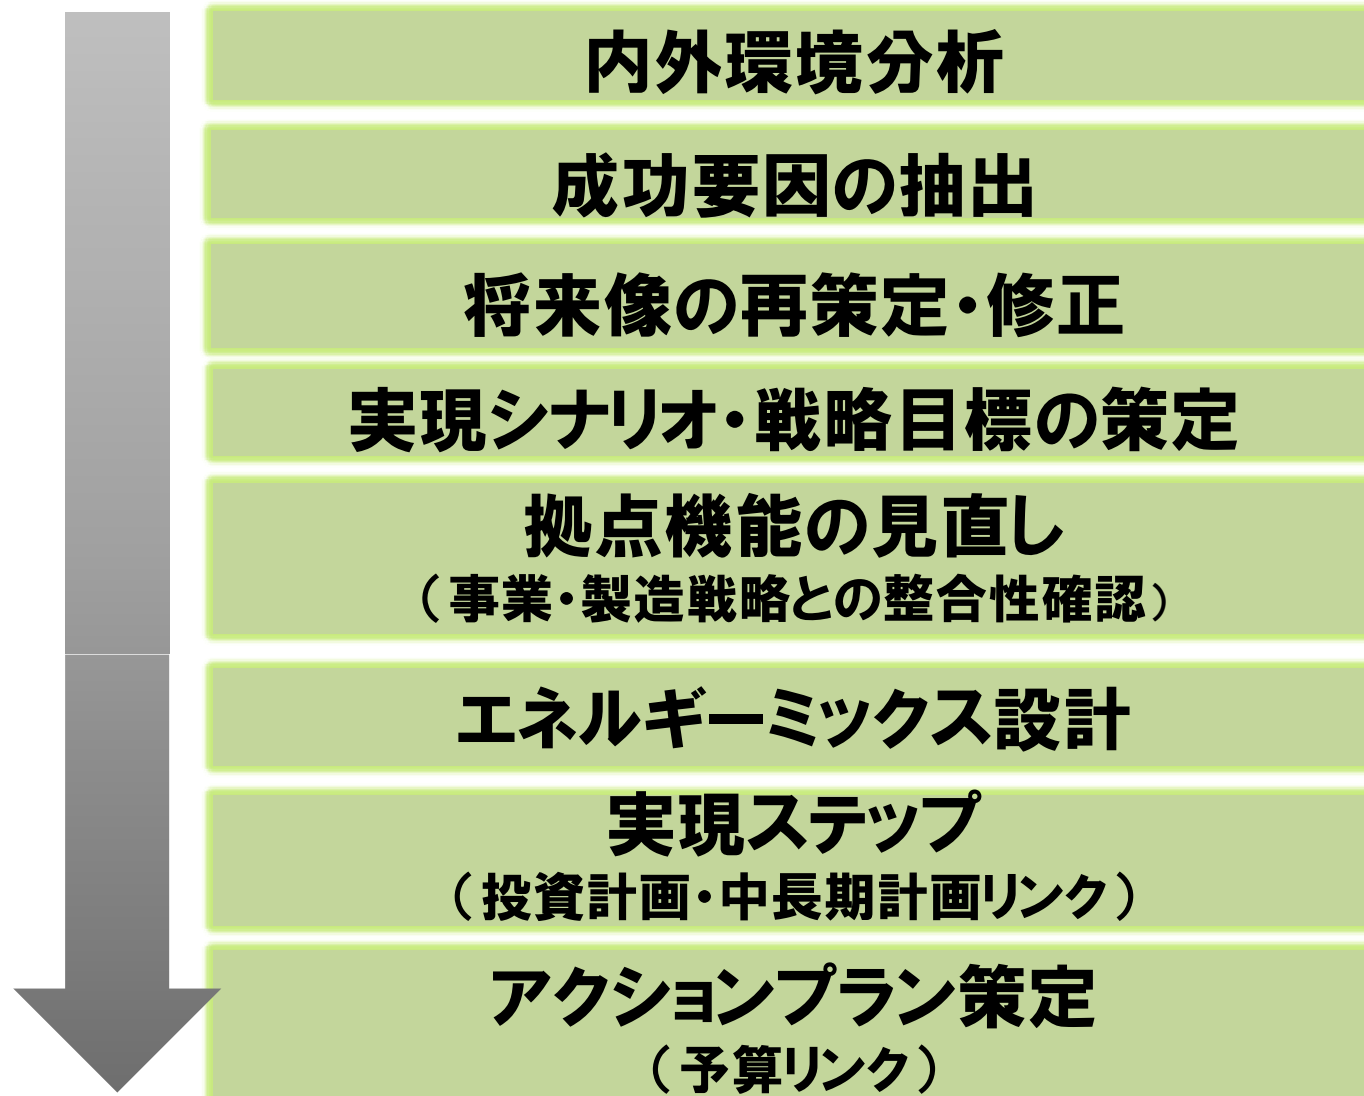 内外環境分析
成功要因の抽出
将来像の再策定・修正
実現シナリオ・戦略目標の策定
拠点機能の見直し
（事業・製造戦略との整合性確認）
エネルギーミックス設計
実現ステップ
（投資計画・中長期計画リンク）
アクションプラン策定
（予算リンク）